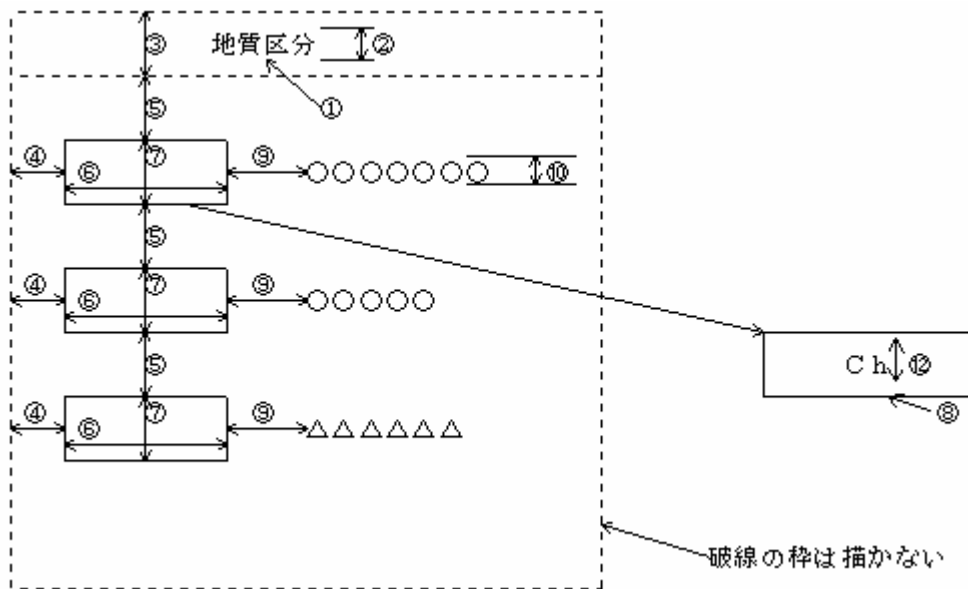 ③ 地質区分 ②
①
⑤
④ ⑦ ⑨
⑥ ○○○○○○○ ⑩
⑤
④ ⑦ ⑨
⑥ ○○○○○
⑤
Ch ⑫
④ ⑦ ⑨ ⑧
⑥ △△△△△△
破線の枠は描かない